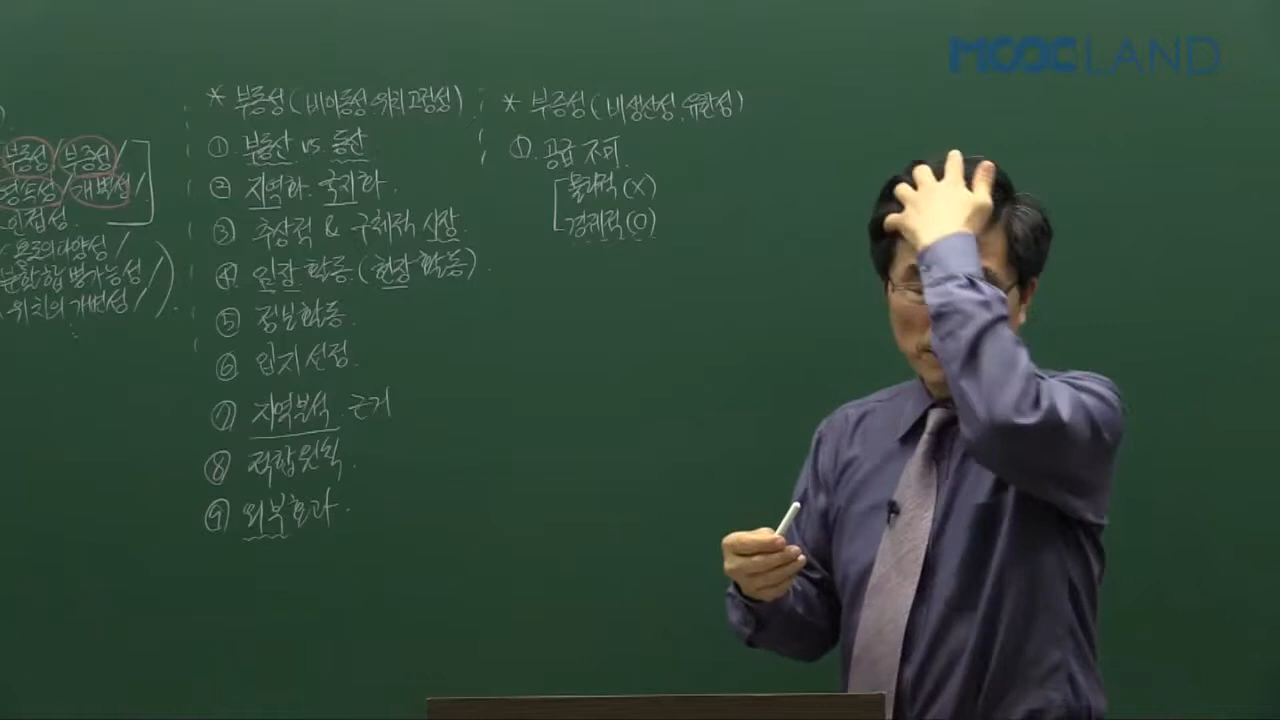 MOOCLAND
부증성 / 부증성 /
영속성 / 개별성 /
인접성.
용도의 다양성 /
분할합병가능성 /
위치의 가변성 / ) .
* 부동성 (비이동성. 위치고정성)
① 부동산 vs. 동산
② 지역화. 국지화.
③ 추상적 & 구체적 시장.
④ 임장활동 (현장활동).
⑤ 정보활동.
⑥ 입지선정.
⑦ 지역분석. 근거
⑧ 적합원칙.
⑨ 외부효과.
* 부증성 (비생산성. 유한성)
①. 공급 不可.
물리적 (X)
경제적 (O)